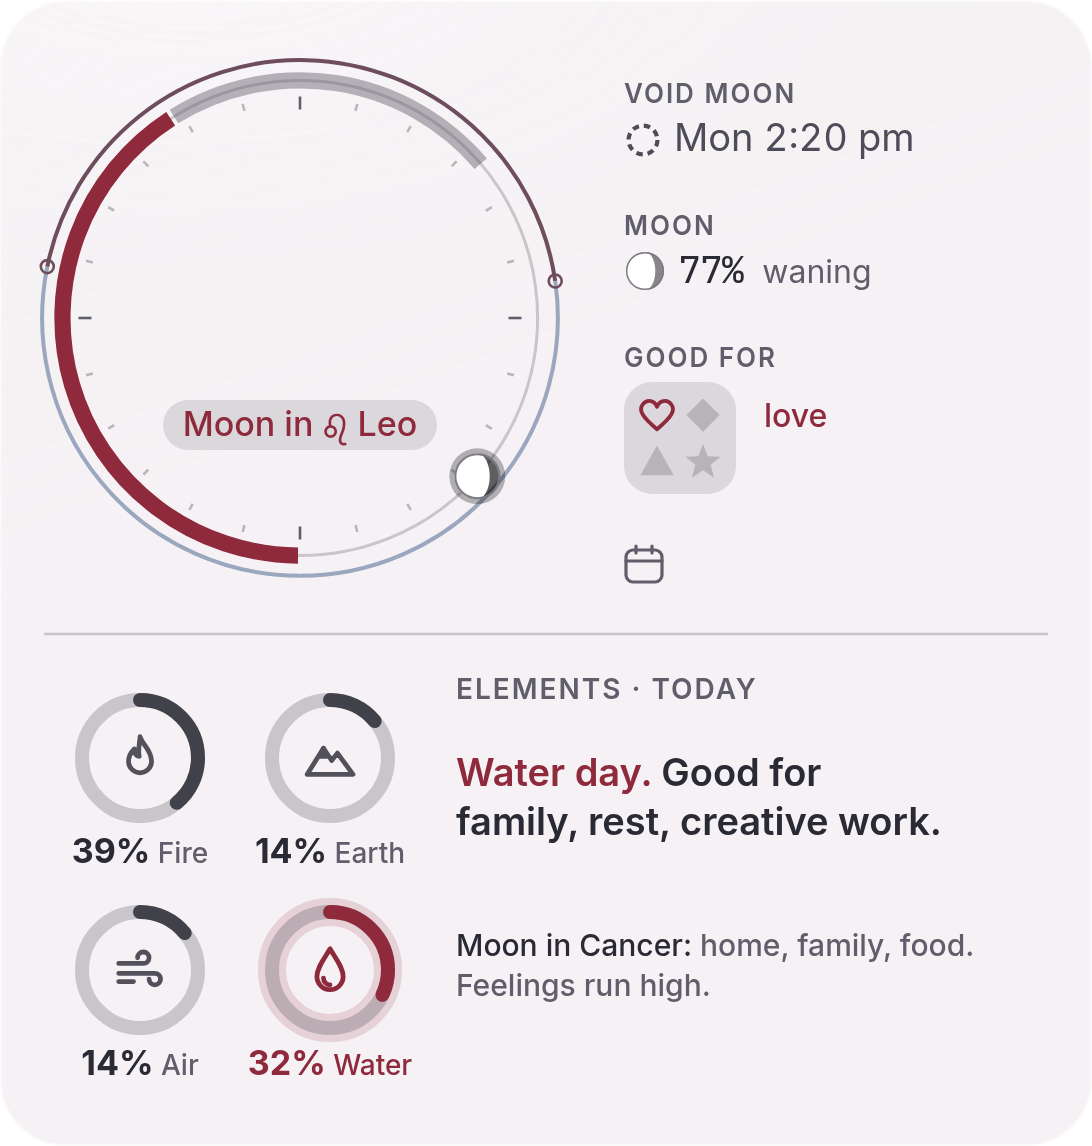 VOID MOON
Mon 2:20 pm
MOON
77% waning
GOOD FOR
love
Moon in ♌ Leo
ELEMENTS · TODAY
Water day. Good for
family, rest, creative work.
39% Fire
14% Earth
Moon in Cancer: home, family, food.
Feelings run high.
14% Air
32% Water